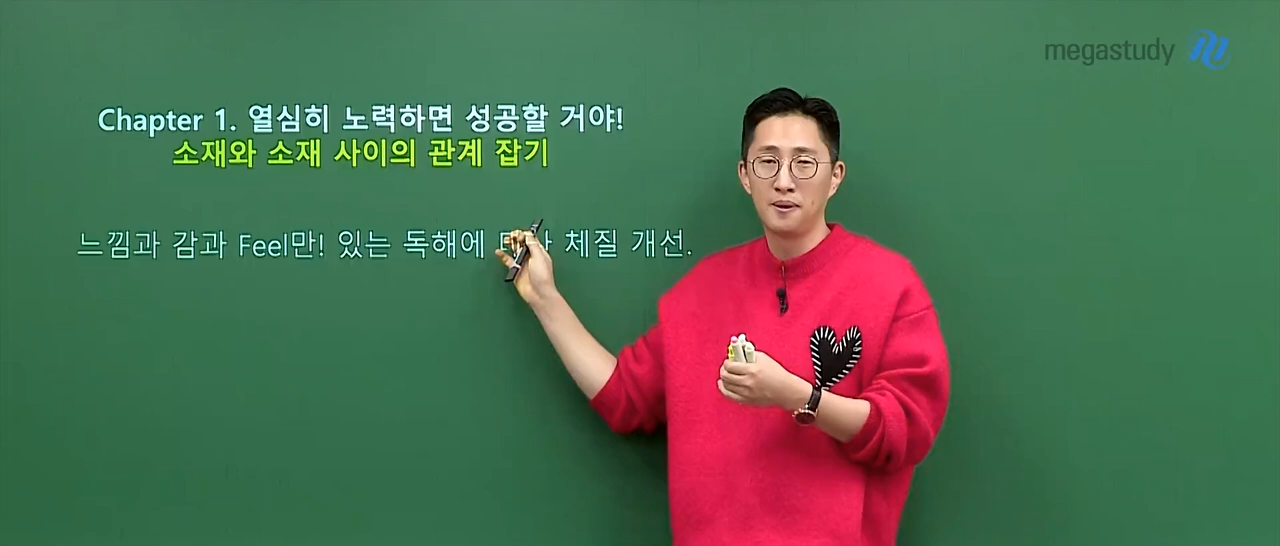 megastudy
Chapter 1. 열심히 노력하면 성공할 거야!
소재와 소재 사이의 관계 잡기
느낌과 감과 Feel만! 있는 독해에 체질 개선.